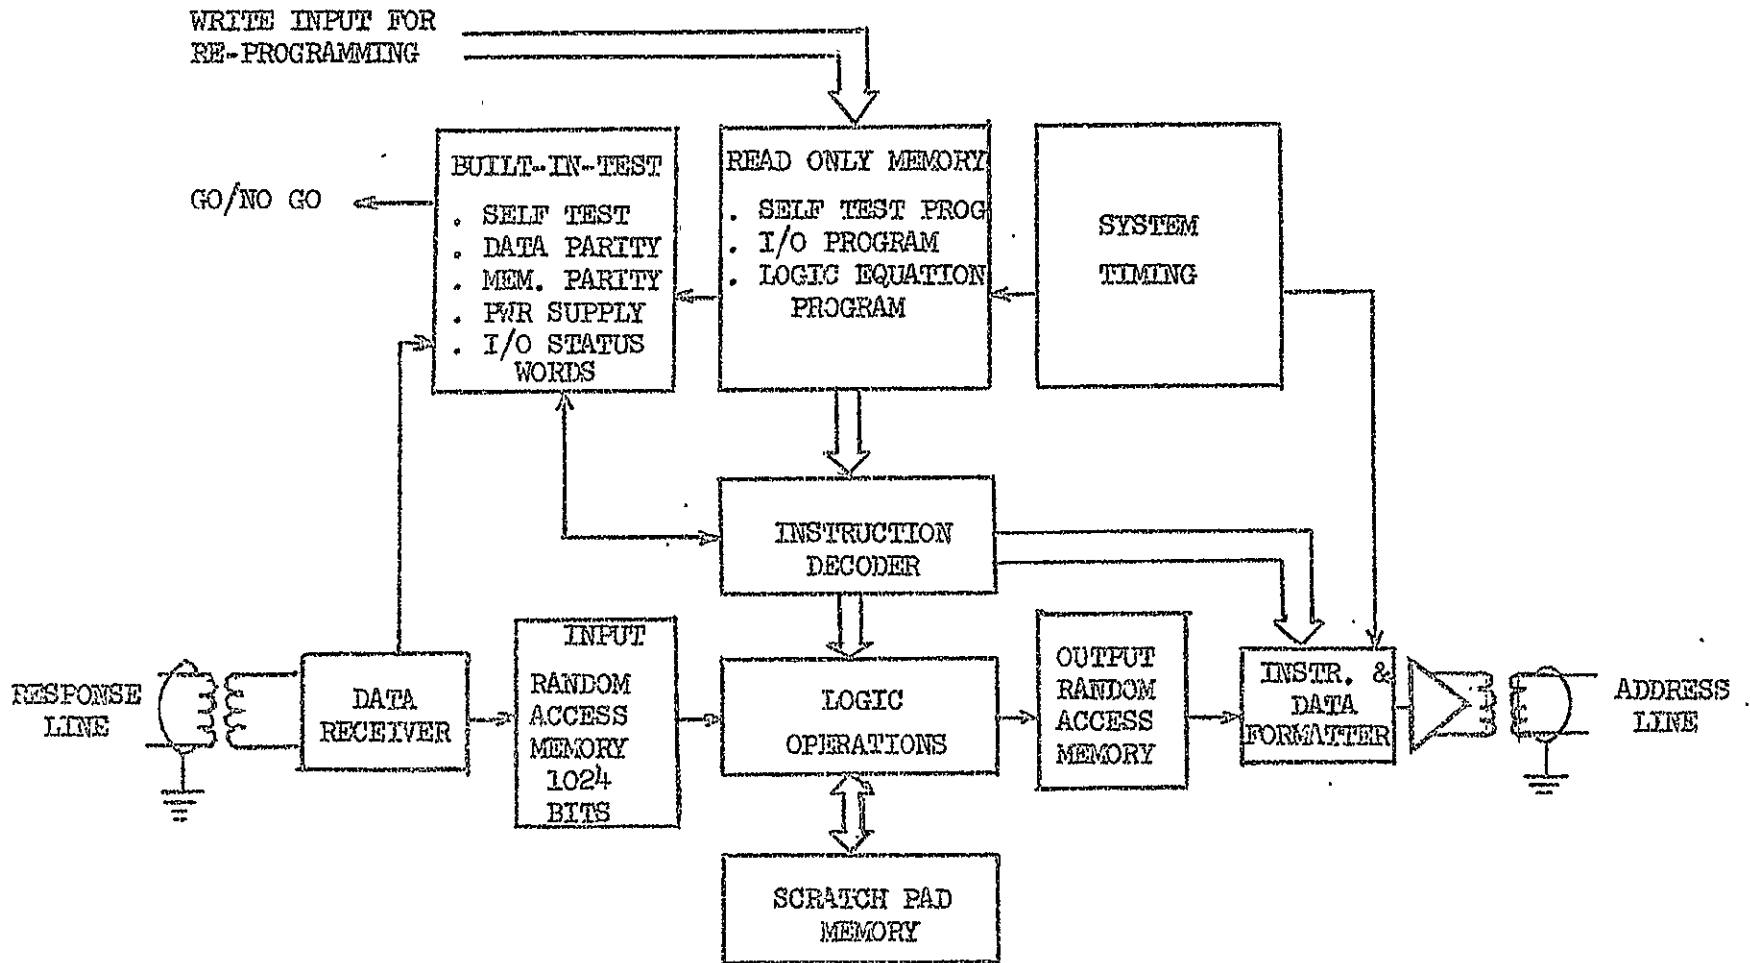 WRITE INPUT FOR
RE-PROGRAMMING
GO/NO GO
BUILT-IN-TEST
. SELF TEST
. DATA PARITY
. MEM. PARITY
. PWR SUPPLY
. I/O STATUS
WORDS
READ ONLY MEMORY
. SELF TEST PROG
. I/O PROGRAM
. LOGIC EQUATION
PROGRAM
SYSTEM
TIMING
INSTRUCTION
DECODER
RESPONSE
LINE
DATA
RECEIVER
INPUT
RANDOM
ACCESS
MEMORY
1024
BITS
LOGIC
OPERATIONS
OUTPUT
RANDOM
ACCESS
MEMORY
INSTR. &
DATA
FORMATTER
ADDRESS
LINE
SCRATCH PAD
MEMORY